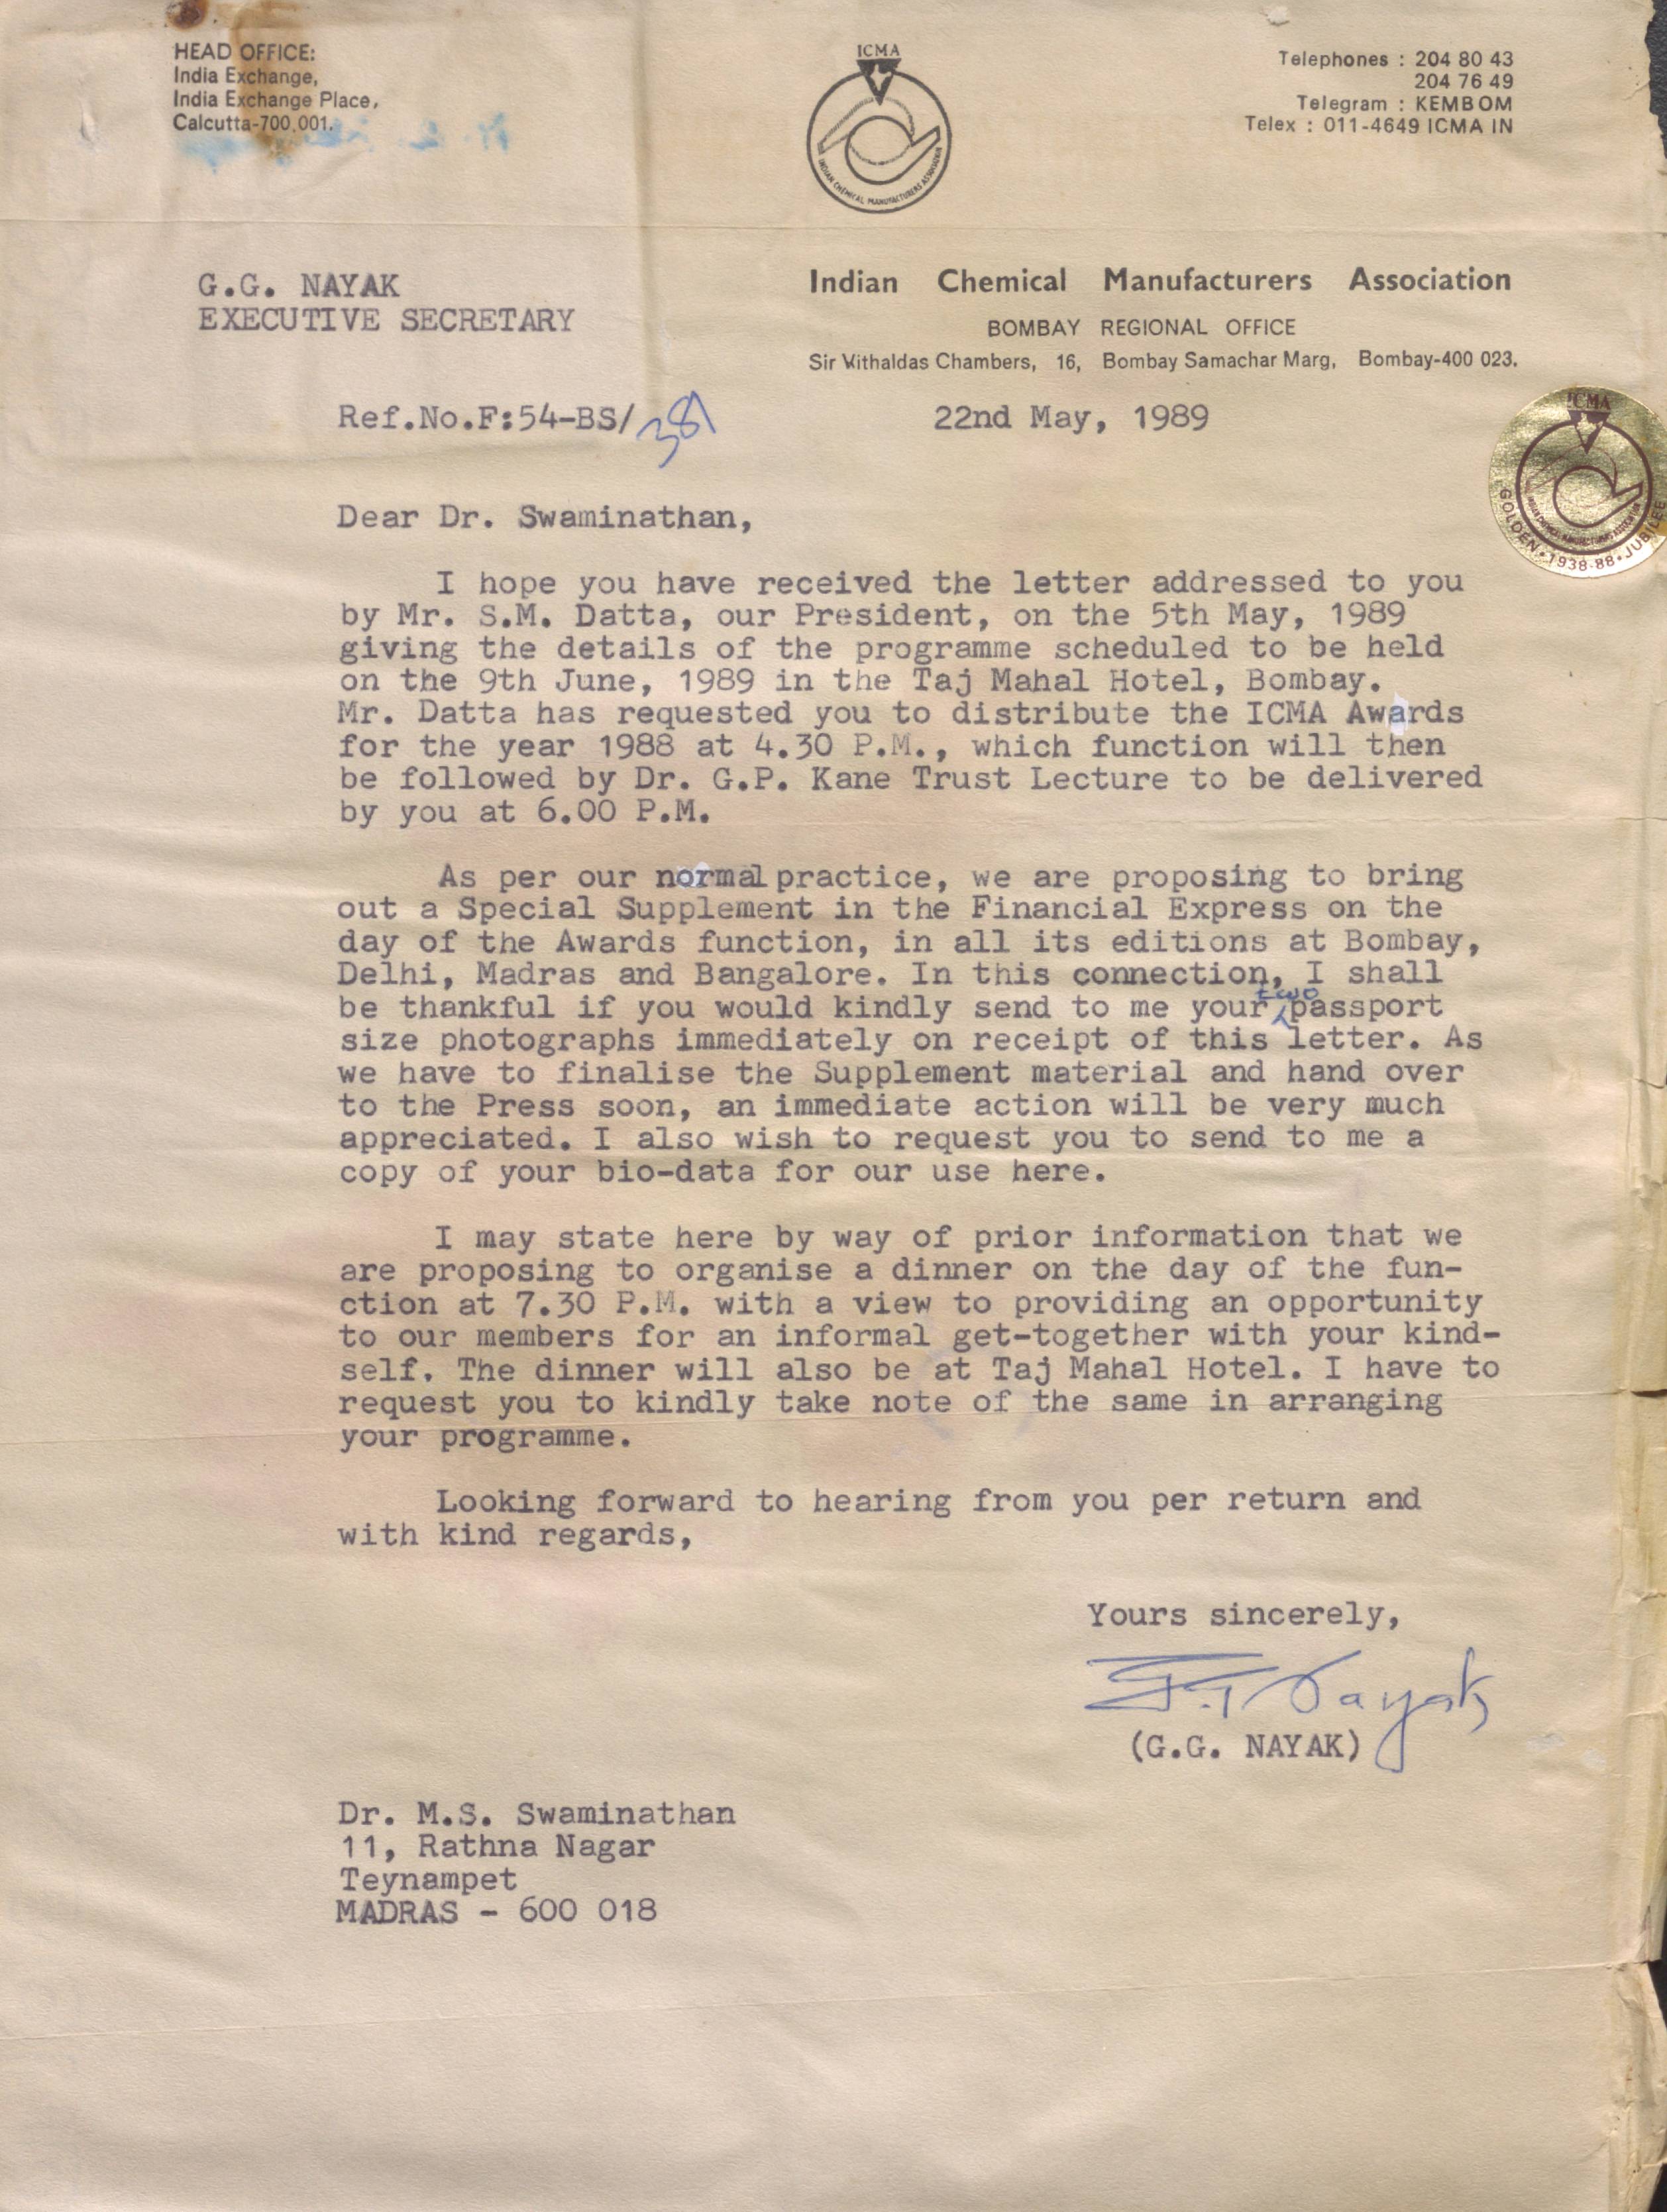 HEAD OFFICE:
India Exchange,
India Exchange Place,
Calcutta-700,001.
ICMA
INDIAN CHEMICAL MANUFACTURERS ASSOCIATION
Telephones : 204 80 43
204 76 49
Telegram : KEMBOM
Telex : 011-4649 ICMA IN
G.G. NAYAK
EXECUTIVE SECRETARY
Indian Chemical Manufacturers Association
BOMBAY REGIONAL OFFICE
Sir Vithaldas Chambers, 16, Bombay Samachar Marg, Bombay-400 023.
Ref.No.F:54-BS/381
22nd May, 1989
ICMA
INDIAN CHEMICAL MANUFACTURERS ASSOCIATION
GOLDEN • 1938-88 • JUBILEE
Dear Dr. Swaminathan,
I hope you have received the letter addressed to you
by Mr. S.M. Datta, our President, on the 5th May, 1989
giving the details of the programme scheduled to be held
on the 9th June, 1989 in the Taj Mahal Hotel, Bombay.
Mr. Datta has requested you to distribute the ICMA Awards
for the year 1988 at 4.30 P.M., which function will then
be followed by Dr. G.P. Kane Trust Lecture to be delivered
by you at 6.00 P.M.
As per our normal practice, we are proposing to bring
out a Special Supplement in the Financial Express on the
day of the Awards function, in all its editions at Bombay,
Delhi, Madras and Bangalore. In this connection, I shall
be thankful if you would kindly send to me your two passport
size photographs immediately on receipt of this letter. As
we have to finalise the Supplement material and hand over
to the Press soon, an immediate action will be very much
appreciated. I also wish to request you to send to me a
copy of your bio-data for our use here.
I may state here by way of prior information that we
are proposing to organise a dinner on the day of the fun-
ction at 7.30 P.M. with a view to providing an opportunity
to our members for an informal get-together with your kind-
self. The dinner will also be at Taj Mahal Hotel. I have to
request you to kindly take note of the same in arranging
your programme.
Looking forward to hearing from you per return and
with kind regards,
Yours sincerely,
(G.G. NAYAK)
Dr. M.S. Swaminathan
11, Rathna Nagar
Teynampet
MADRAS - 600 018